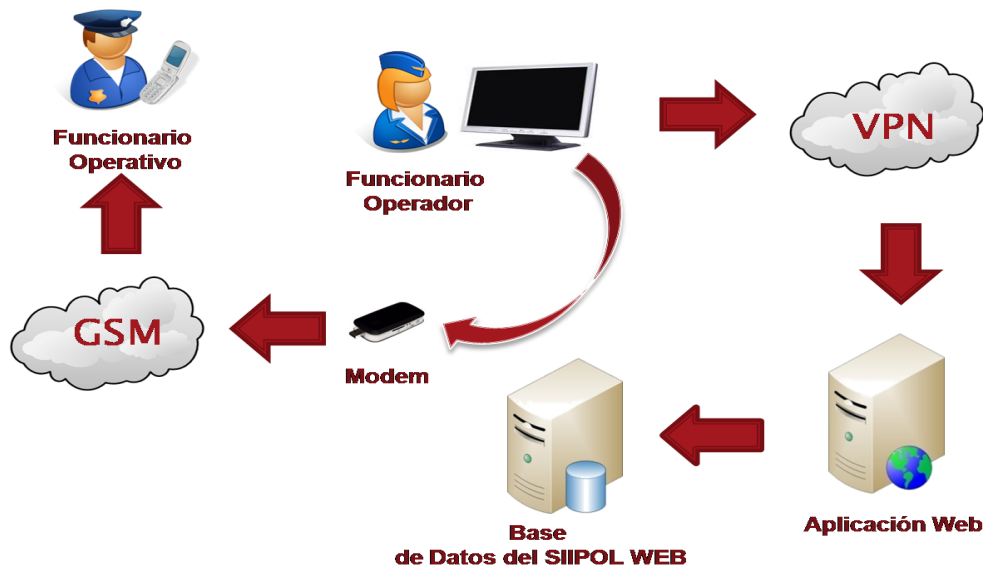 Funcionario
Operativo
Funcionario
Operador
VPN
GSM
Modem
Base
de Datos del SIIPOL WEB
Aplicación Web